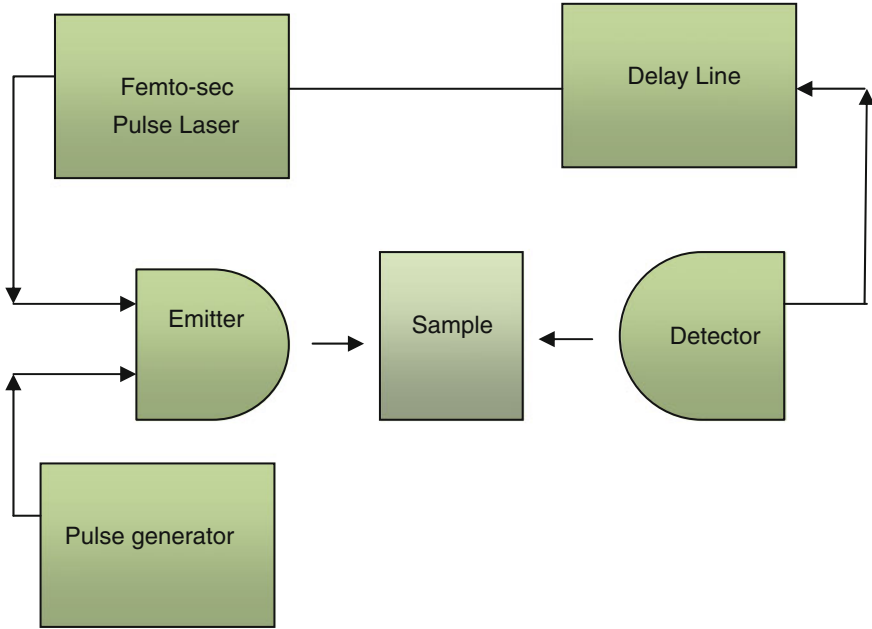 Femto-sec
Pulse Laser
Delay Line
Emitter
Sample
Detector
Pulse generator